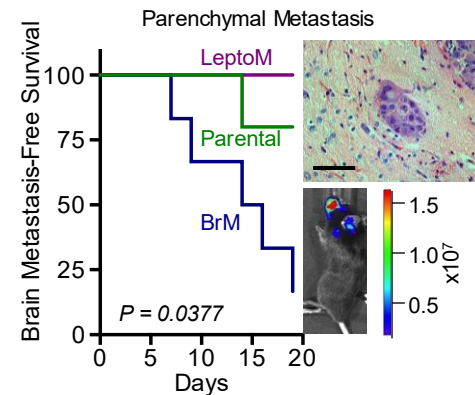 Parenchymal Metastasis
Brain Metastasis-Free Survival
100
75
50
25
0
LeptoM
Parental
BrM
P = 0.0377
0 5 10 15 20
Days
1.5
1.0
0.5
x10⁷